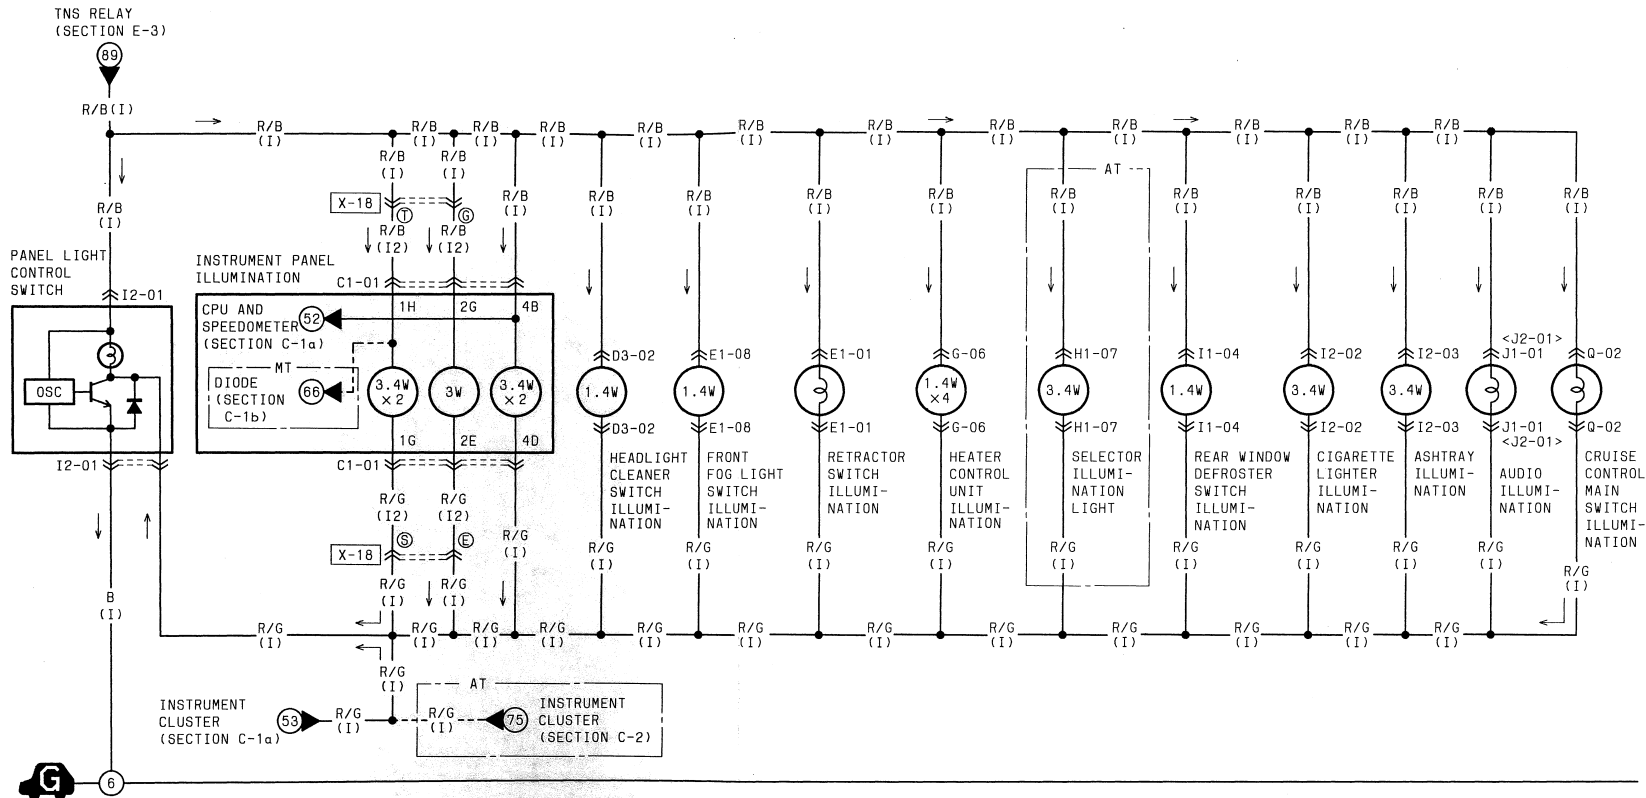 TNS RELAY
(SECTION E-3)
89
R/B(I)
R/B
(I)
R/B
(I)
R/B
(I)
R/B
(I)
R/B
(I)
R/B
(I)
R/B
(I)
R/B
(I)
R/B
(I)
R/B
(I)
R/B
(I)
R/B
(I)
R/B
(I)
R/B
(I)
R/B
(I)
R/B
(I)
AT
X-18
T
G
R/B
(I2)
R/B
(I2)
R/B
(I)
R/B
(I)
R/B
(I)
R/B
(I)
R/B
(I)
R/B
(I)
R/B
(I)
R/B
(I)
R/B
(I)
R/B
(I)
R/B
(I)
R/B
(I)
PANEL LIGHT
CONTROL
SWITCH
I2-01
OSC
I2-01
INSTRUMENT PANEL
ILLUMINATION
C1-01
1H
2G
4B
CPU AND
SPEEDOMETER
(SECTION C-1a)
52
MT
DIODE
(SECTION
C-1b)
66
3.4W
×2
3W
3.4W
×2
1G
2E
4D
C1-01
D3-02
1.4W
D3-02
HEADLIGHT
CLEANER
SWITCH
ILLUMI-
NATION
E1-08
1.4W
E1-08
FRONT
FOG LIGHT
SWITCH
ILLUMI-
NATION
E1-01
E1-01
RETRACTOR
SWITCH
ILLUMI-
NATION
G-06
1.4W
×4
G-06
HEATER
CONTROL
UNIT
ILLUMI-
NATION
H1-07
3.4W
H1-07
SELECTOR
ILLUMI-
NATION
LIGHT
I1-04
1.4W
I1-04
REAR WINDOW
DEFROSTER
SWITCH
ILLUMI-
NATION
I2-02
3.4W
I2-02
CIGARETTE
LIGHTER
ILLUMI-
NATION
I2-03
3.4W
I2-03
ASHTRAY
ILLUMI-
NATION
<J2-01>
J1-01
J1-01
<J2-01>
AUDIO
ILLUMI-
NATION
Q-02
Q-02
CRUISE
CONTROL
MAIN
SWITCH
ILLUMI-
NATION
R/G
(I2)
R/G
(I2)
R/G
(I)
X-18
S
E
R/G
(I)
R/G
(I)
R/G
(I)
R/G
(I)
R/G
(I)
R/G
(I)
R/G
(I)
R/G
(I)
R/G
(I)
R/G
(I)
R/G
(I)
R/G
(I)
B
(I)
R/G
(I)
R/G
(I)
R/G
(I)
R/G
(I)
R/G
(I)
R/G
(I)
R/G
(I)
R/G
(I)
R/G
(I)
R/G
(I)
R/G
(I)
R/G
(I)
R/G
(I)
INSTRUMENT
CLUSTER
(SECTION C-1a)
53
R/G
(I)
AT
R/G
(I)
75
INSTRUMENT
CLUSTER
(SECTION C-2)
G
6